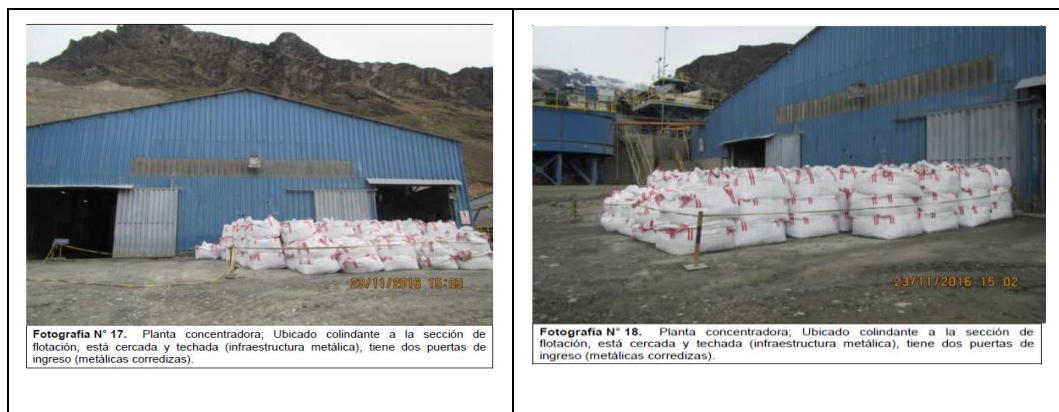 23/11/2016 15:03
Fotografía N° 17. Planta concentradora; Ubicado colindante a la sección de
flotación, está cercada y techada (infraestructura metálica), tiene dos puertas de
ingreso (metálicas corredizas).
23/11/2016 15:02
Fotografía N° 18. Planta concentradora; Ubicado colindante a la sección de
flotación, está cercada y techada (infraestructura metálica), tiene dos puertas de
ingreso (metálicas corredizas).